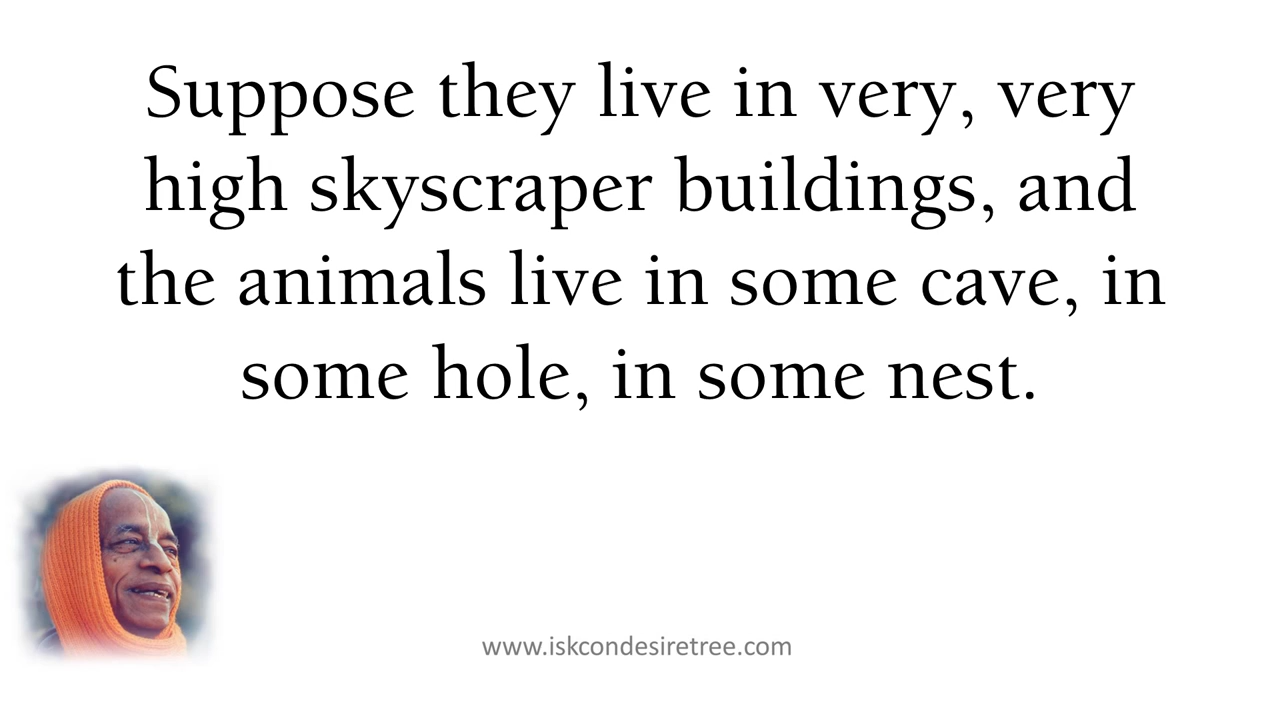 Suppose they live in very, very
high skyscraper buildings, and
the animals live in some cave, in
some hole, in some nest.
www.iskcondesiretree.com